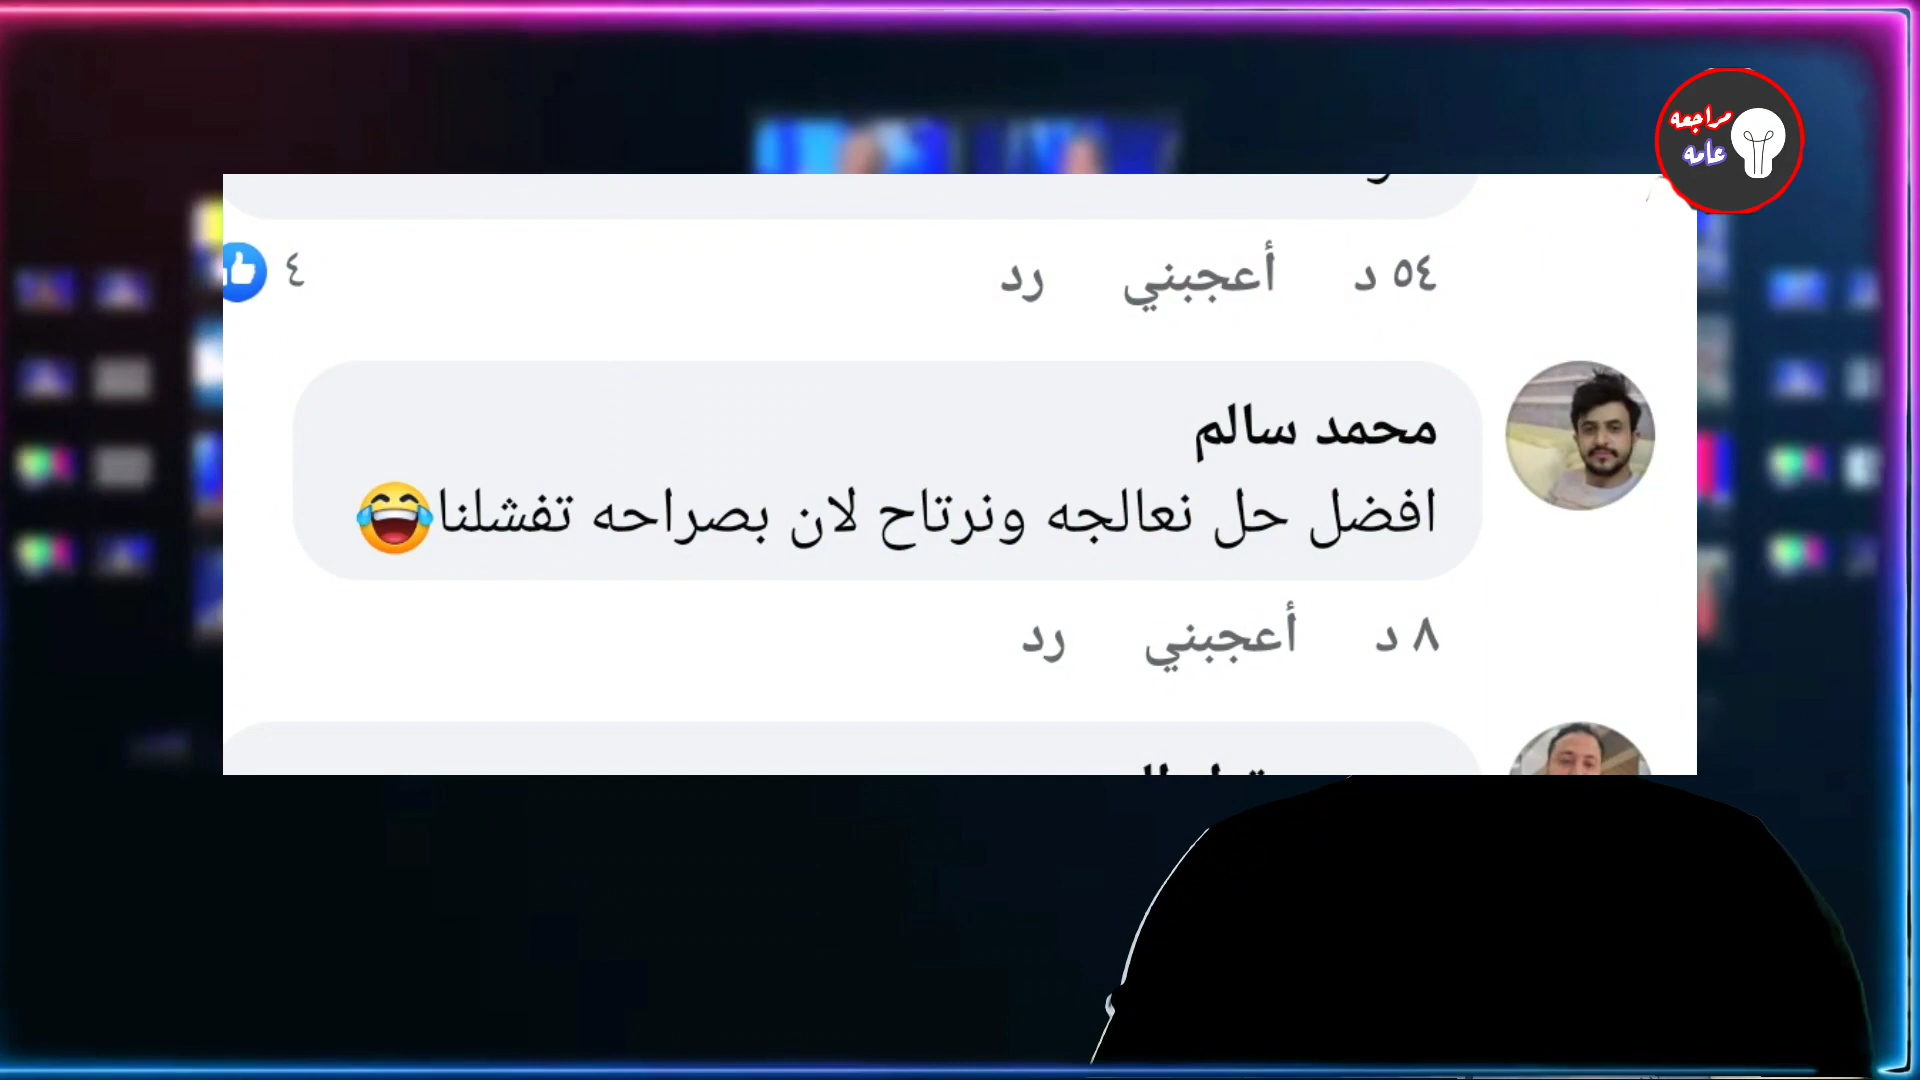 مراجعه
عامه
٥٤ د أعجبني رد ٤
محمد سالم
افضل حل نعالجه ونرتاح لان بصراحه تفشلنا😂
٨ د أعجبني رد